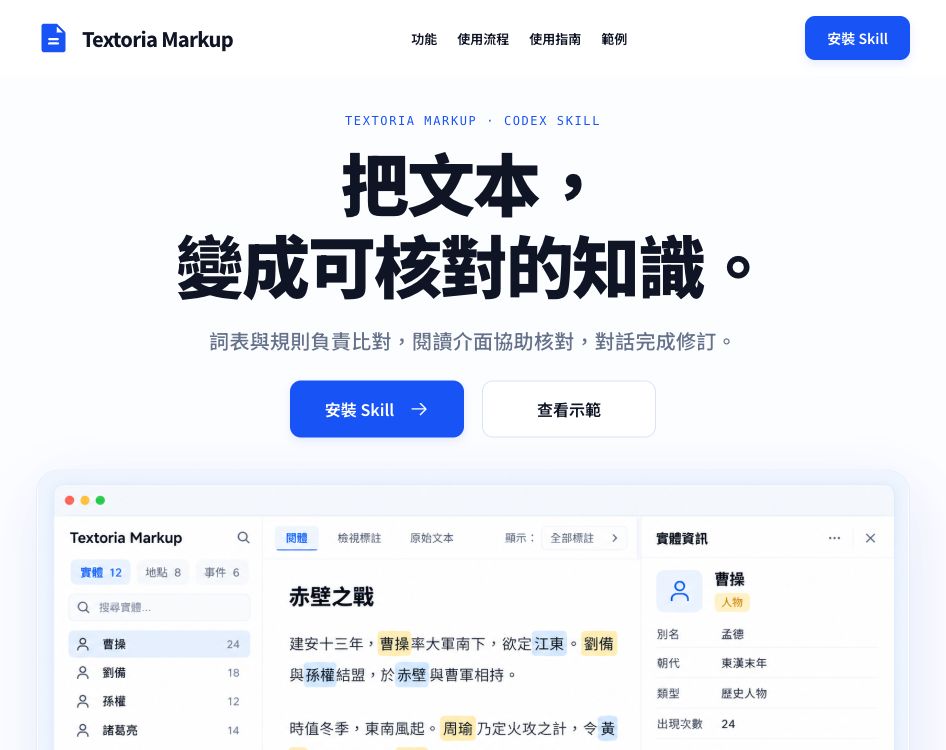 Textoria Markup
功能 使用流程 使用指南 範例
安裝 Skill
TEXTORIA MARKUP · CODEX SKILL
把文本，
變成可核對的知識。
詞表與規則負責比對，閱讀介面協助核對，對話完成修訂。
安裝 Skill →
查看示範
Textoria Markup
實體 12 地點 8 事件 6
搜尋實體...
曹操 24
劉備 18
孫權 12
諸葛亮 14
閱體 檢視標註 原始文本 顯示： 全部標註
赤壁之戰
建安十三年，曹操率大軍南下，欲定江東。劉備
與孫權結盟，於赤壁與曹軍相持。
時值冬季，東南風起。周瑜乃定火攻之計，令黃
實體資訊
曹操
人物
別名 孟德
朝代 東漢末年
類型 歷史人物
出現次數 24